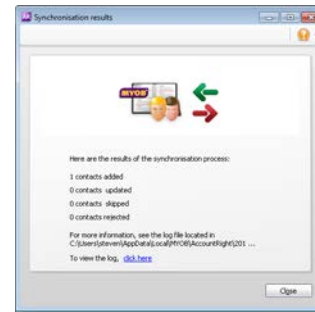 Synchronisation results
MYOB
Here are the results of the synchronisation process:
1 contacts added
0 contacts updated
0 contacts skipped
0 contacts rejected
For more information, see the log file located in
C:\Users\steven\AppData\Local\MYOB\AccountRight\201 ...
To view the log, click here
Close